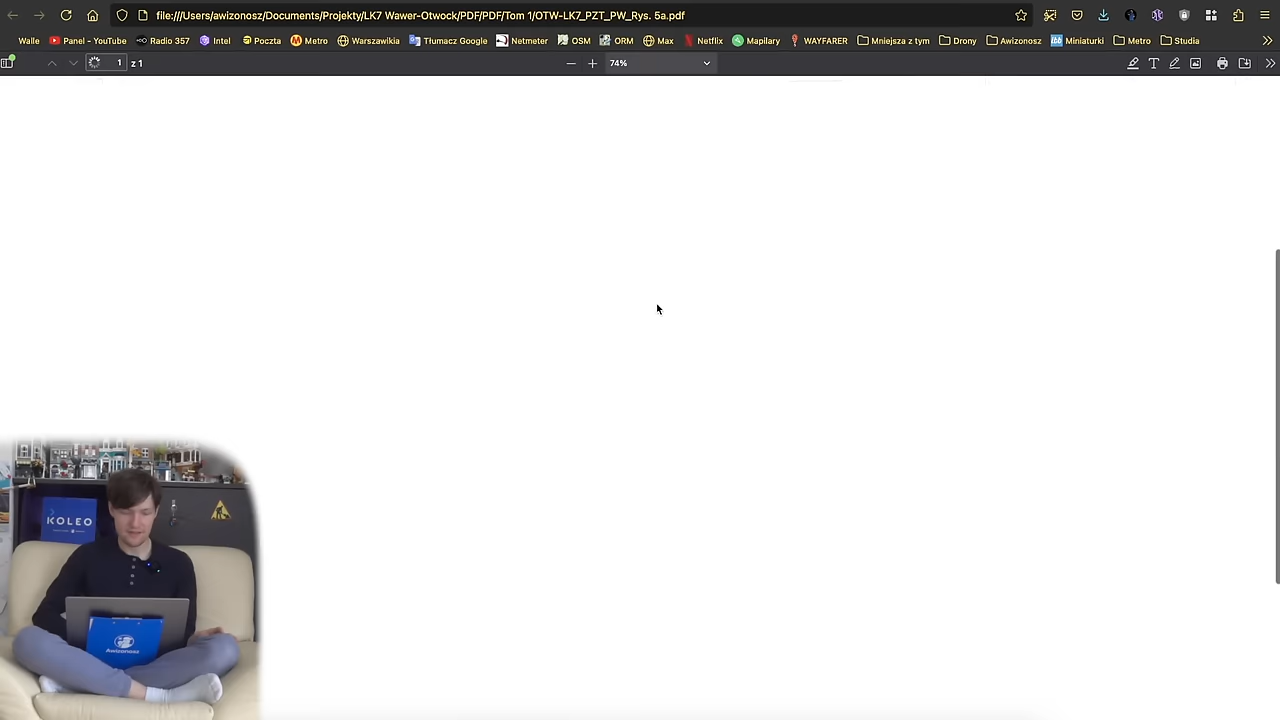 file:///Users/awizonosz/Documents/Projekty/LK7 Wawer-Otwock/PDF/PDF/Tom 1/OTW-LK7_PZT_PW_Rys. 5a.pdf
Walle Panel - YouTube Radio 357 Intel Poczta Metro Warszawikia Tłumacz Google Netmeter OSM ORM Max Netflix Mapilary WAYFARER Mniejsza z tym Drony Awizonosz Miniaturki Metro Studia
1 z 1 74%
KOLEO
Awizonosz